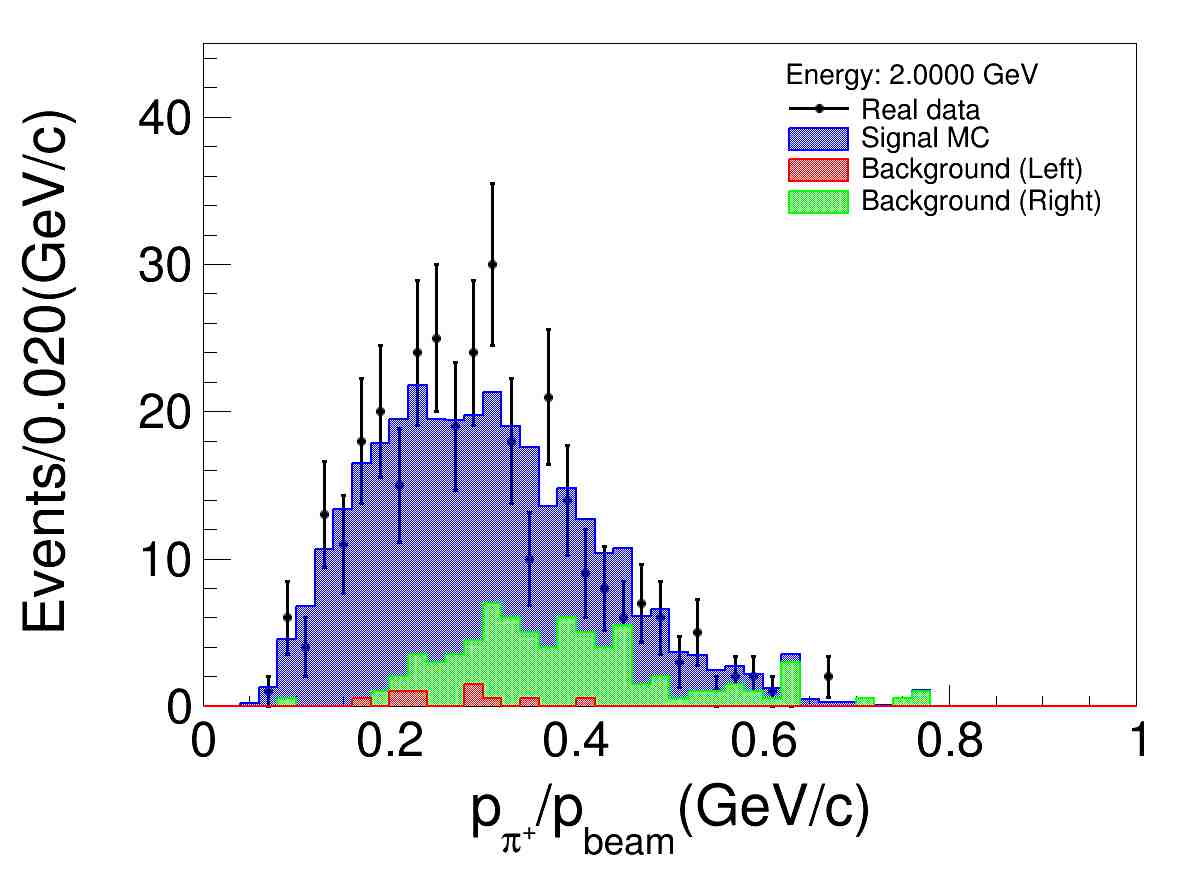 Energy: 2.0000 GeV
Real data
Signal MC
Background (Left)
Background (Right)
Events/0.020(GeV/c)
40
30
20
10
0
0 0.2 0.4 0.6 0.8 1
pπ+/pbeam(GeV/c)